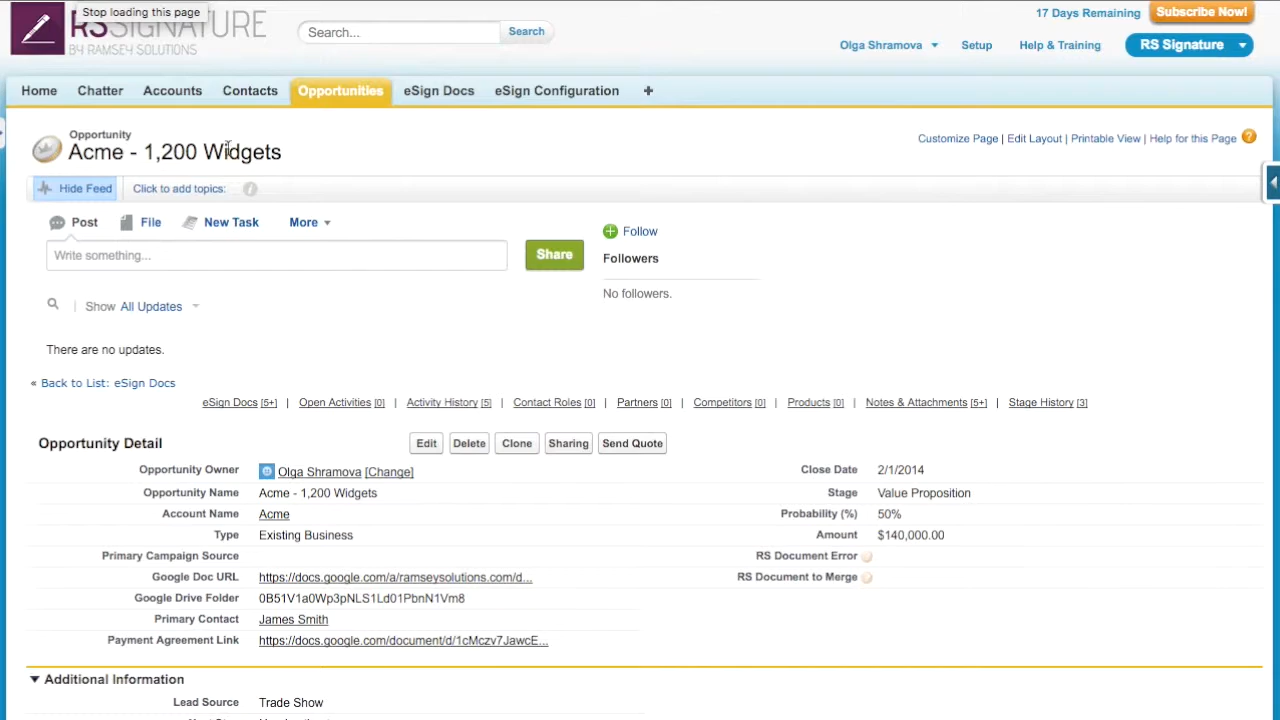 Stop loading this page
RSSIGNATURE
BY RAMSEY SOLUTIONS
Search...
Search
17 Days Remaining
Subscribe Now!
Olga Shramova
Setup
Help & Training
RS Signature
Home Chatter Accounts Contacts Opportunities eSign Docs eSign Configuration +
Opportunity
Acme - 1,200 Widgets
Customize Page | Edit Layout | Printable View | Help for this Page ?
Hide Feed
Click to add topics: i
Post File New Task More
Write something...
Share
Follow
Followers
No followers.
Show All Updates
There are no updates.
« Back to List: eSign Docs
eSign Docs [5+] | Open Activities [0] | Activity History [5] | Contact Roles [0] | Partners [0] | Competitors [0] | Products [0] | Notes & Attachments [5+] | Stage History [3]
Opportunity Detail
Edit Delete Clone Sharing Send Quote
Opportunity Owner Olga Shramova [Change]
Close Date 2/1/2014
Opportunity Name Acme - 1,200 Widgets
Stage Value Proposition
Account Name Acme
Probability (%) 50%
Type Existing Business
Amount $140,000.00
Primary Campaign Source
RS Document Error
Google Doc URL https://docs.google.com/a/ramseysolutions.com/d...
RS Document to Merge
Google Drive Folder 0B51V1a0Wp3pNLS1Ld01PbnN1Vm8
Primary Contact James Smith
Payment Agreement Link https://docs.google.com/document/d/1cMczv7JawcE...
Additional Information
Lead Source Trade Show